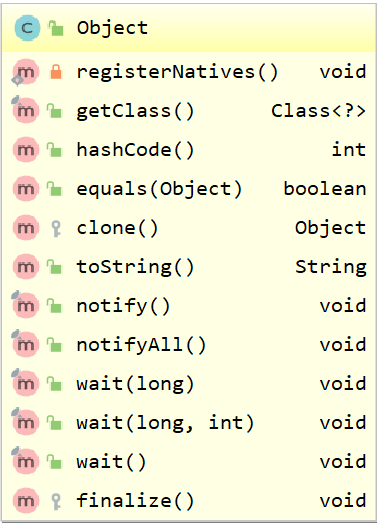 C Object
m registerNatives() void
m getClass() Class<?>
m hashCode() int
m equals(Object) boolean
m clone() Object
m toString() String
m notify() void
m notifyAll() void
m wait(long) void
m wait(long, int) void
m wait() void
m finalize() void